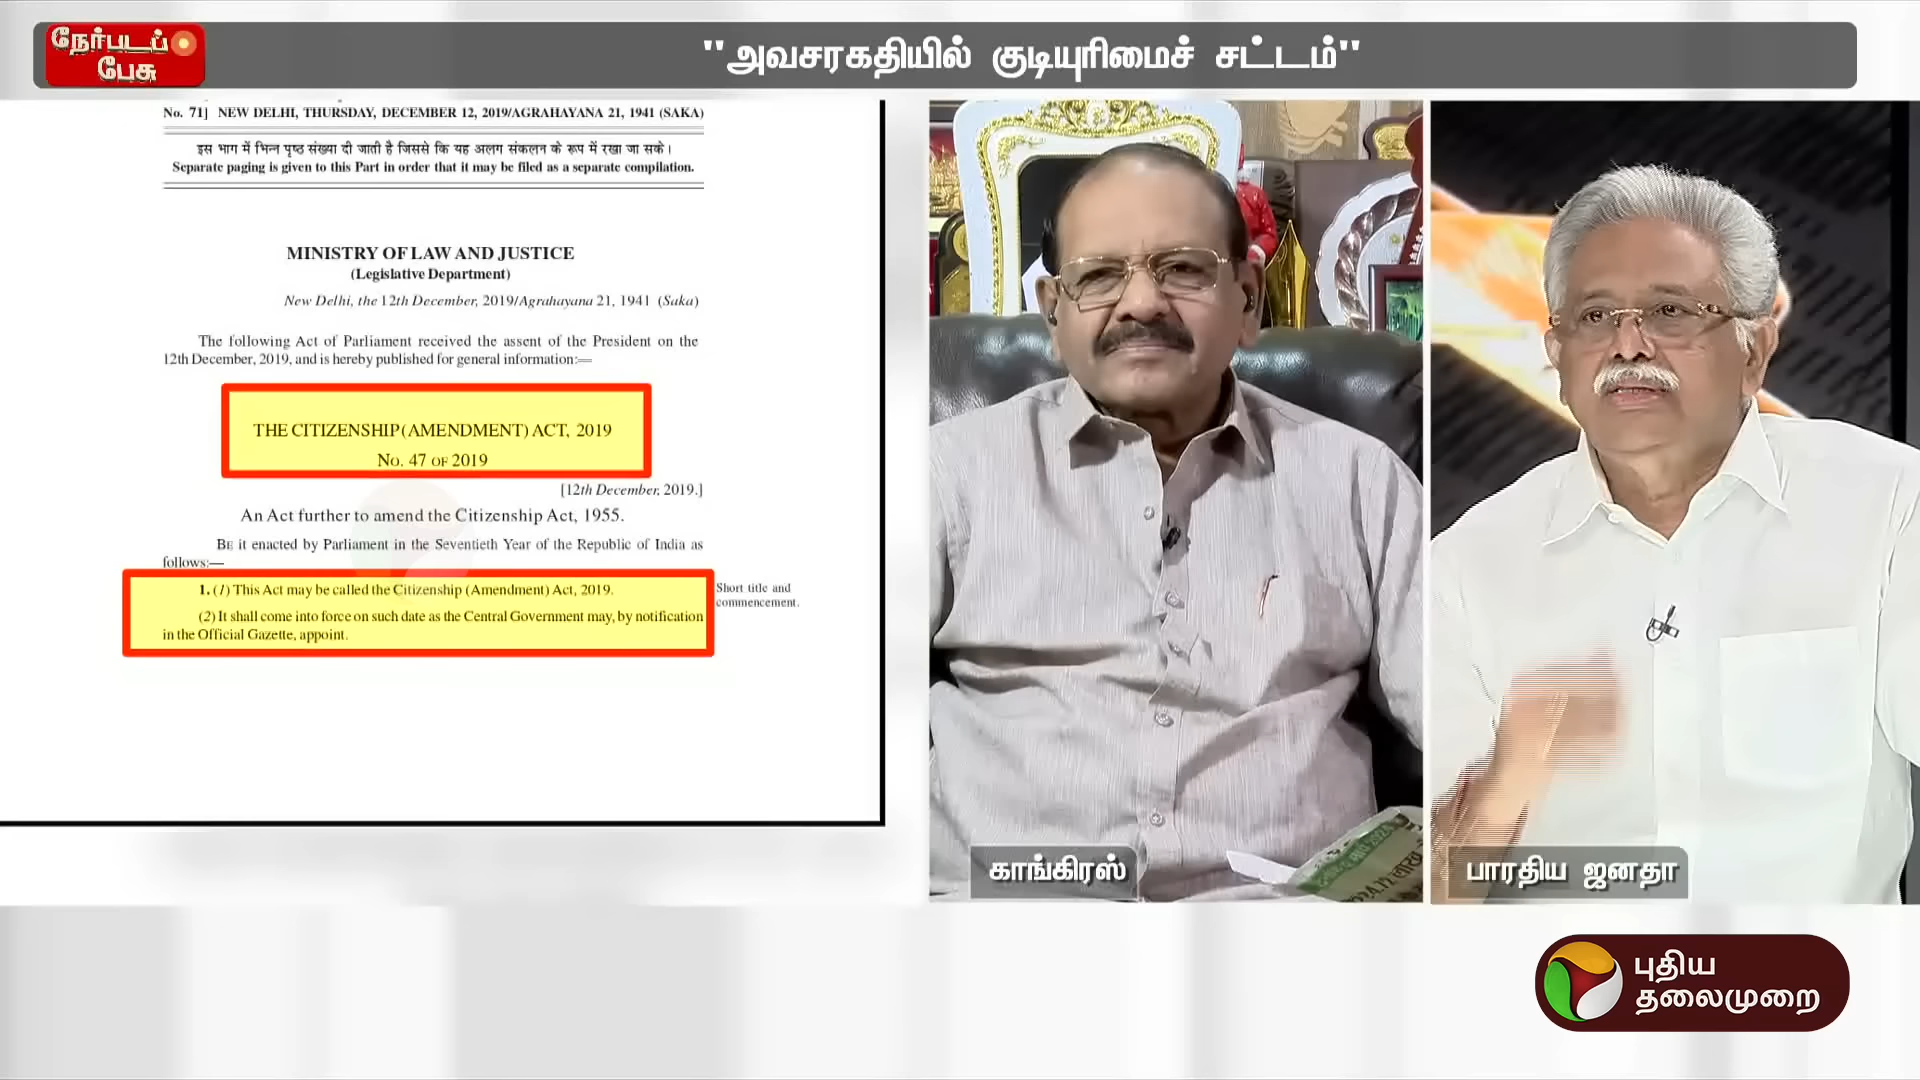 நேர்படப்
பேசு
"அவசரகதியில் குடியுரிமைச் சட்டம்"
No. 71] NEW DELHI, THURSDAY, DECEMBER 12, 2019/AGRAHAYANA 21, 1941 (SAKA)
इस भाग में भिन्न पृष्ठ संख्या दी जाती है जिससे कि यह अलग संकलन के रूप में रखा जा सके।
Separate paging is given to this Part in order that it may be filed as a separate compilation.
MINISTRY OF LAW AND JUSTICE
(Legislative Department)
New Delhi, the 12th December, 2019/Agrahayana 21, 1941 (Saka)
The following Act of Parliament received the assent of the President on the
12th December, 2019, and is hereby published for general information:—
THE CITIZENSHIP (AMENDMENT) ACT, 2019
No. 47 OF 2019
[12th December, 2019.]
An Act further to amend the Citizenship Act, 1955.
BE it enacted by Parliament in the Seventieth Year of the Republic of India as
follows:—
1. (1) This Act may be called the Citizenship (Amendment) Act, 2019.
Short title and
commencement.
(2) It shall come into force on such date as the Central Government may, by notification
in the Official Gazette, appoint.
காங்கிரஸ்
பாரதிய ஜனதா
புதிய
தலைமுறை